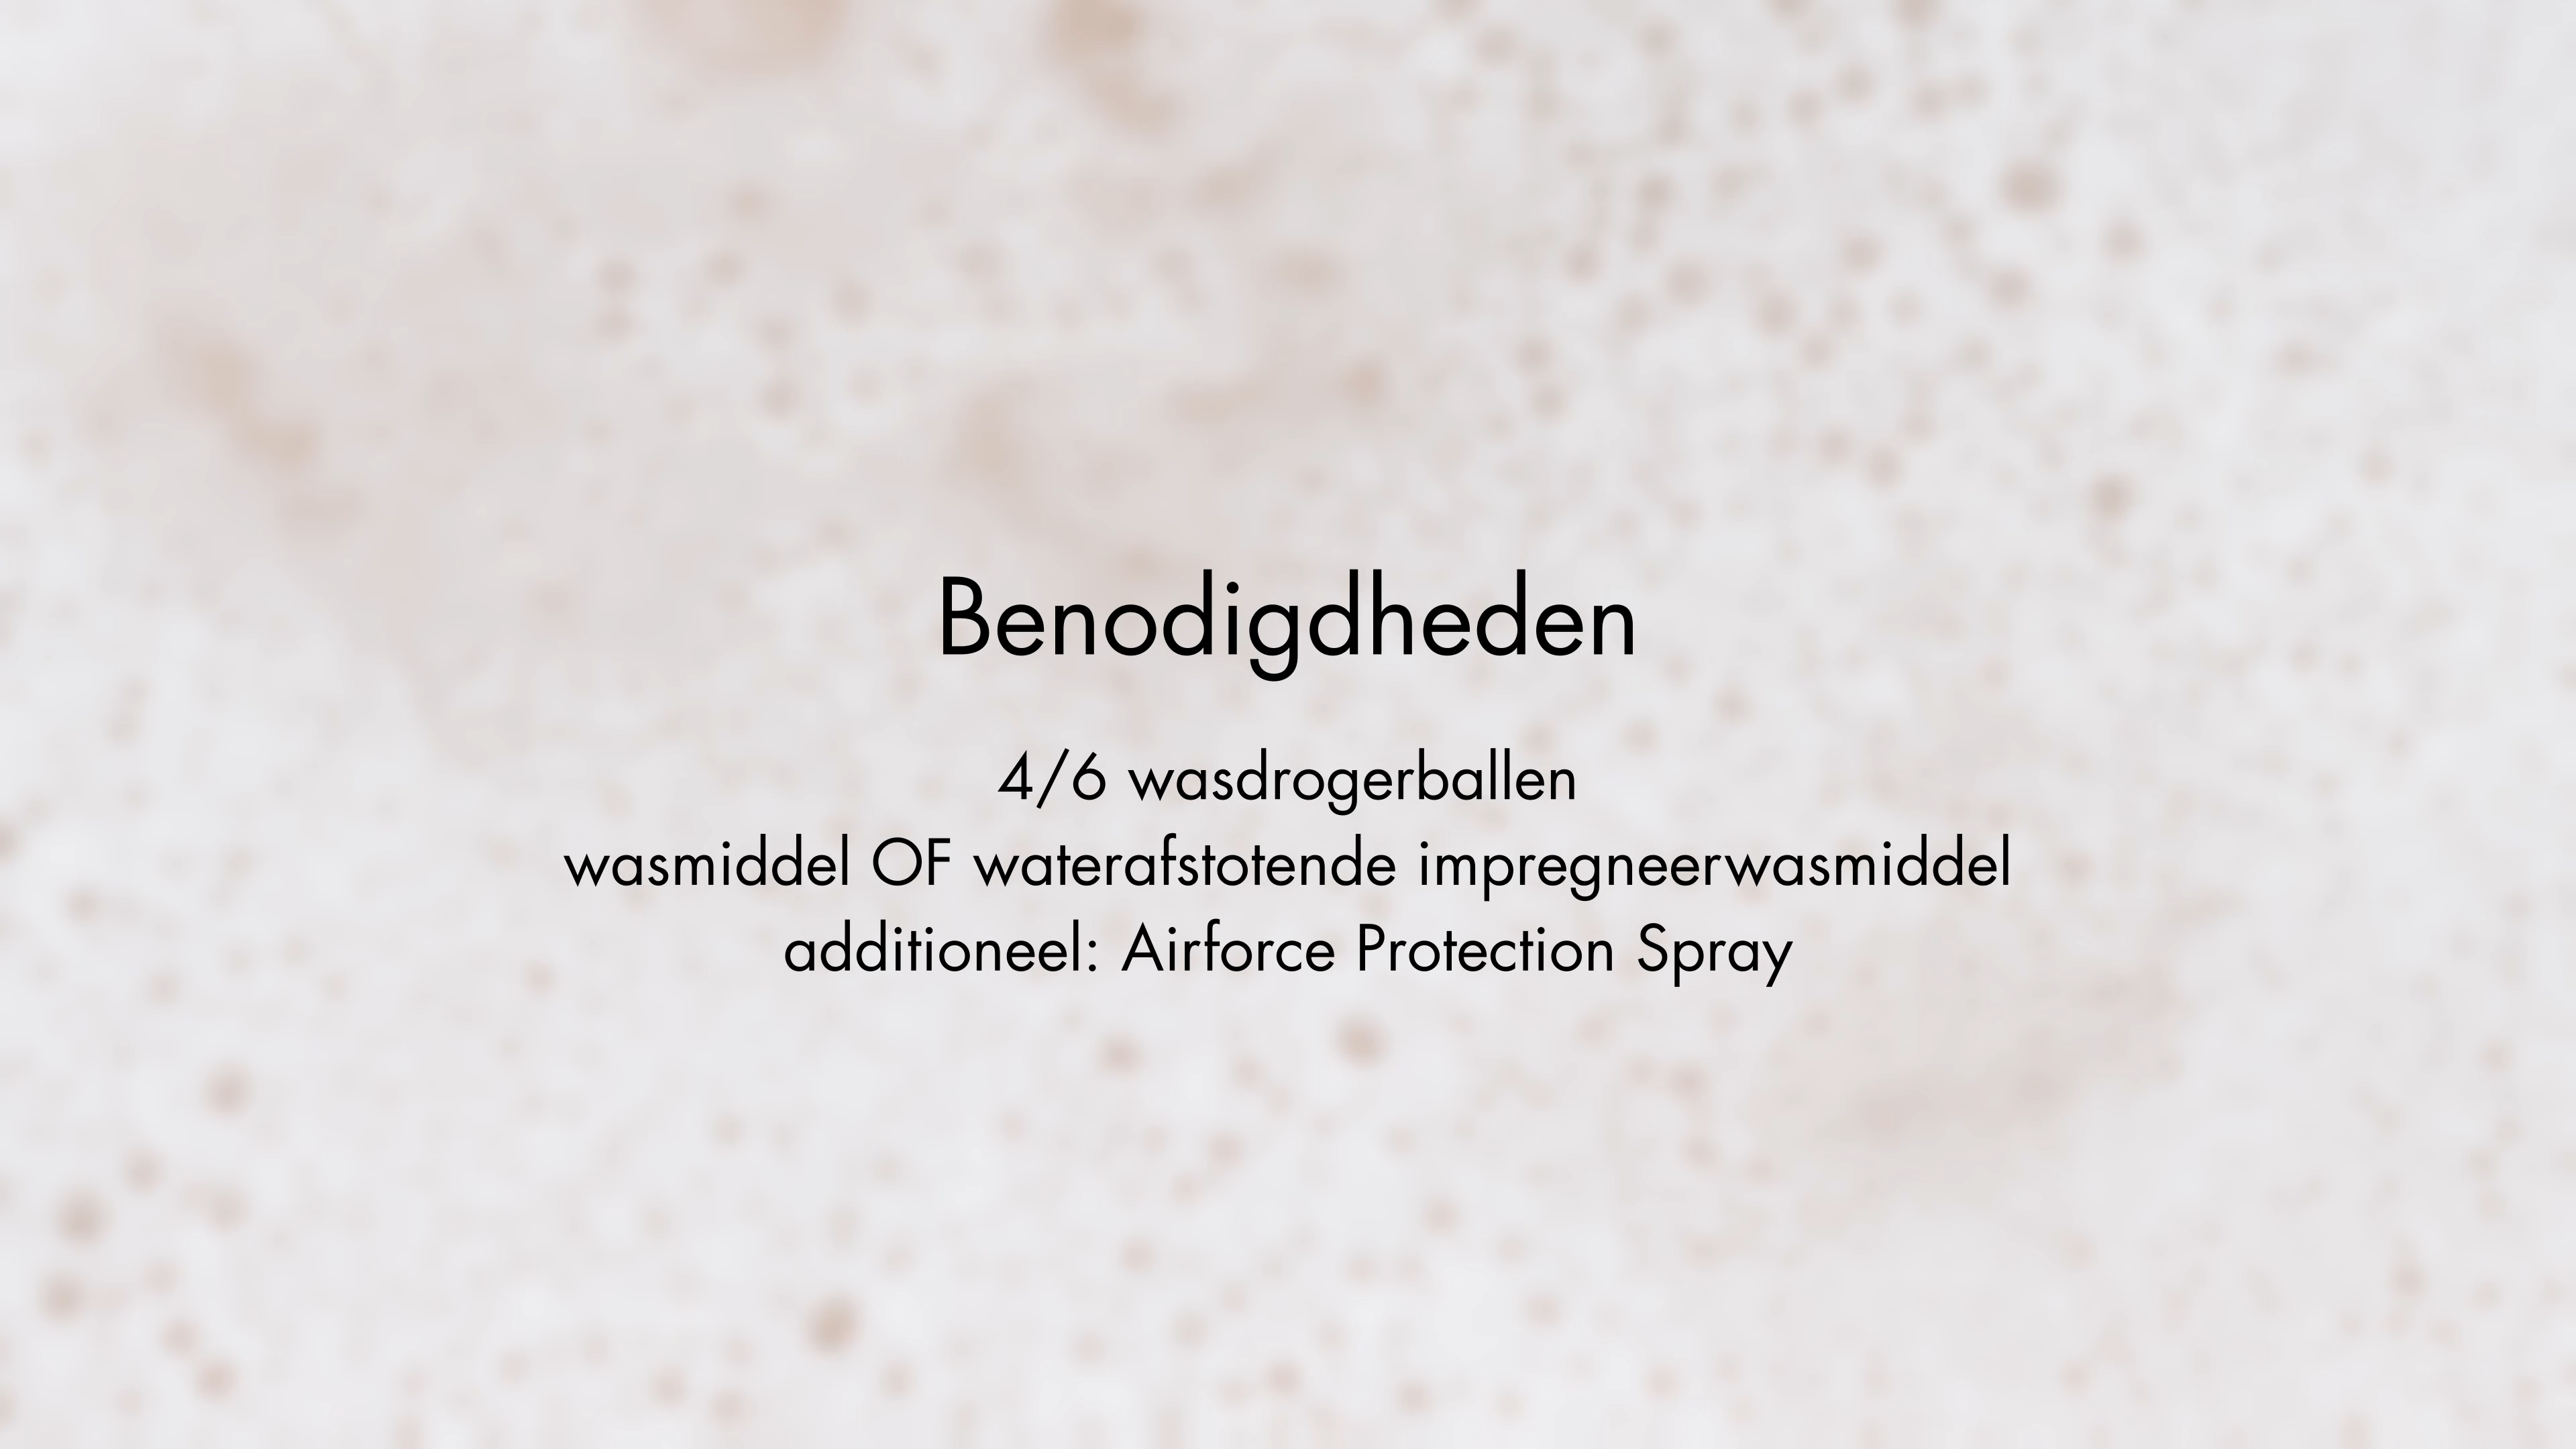 Benodigdheden
4/6 wasdrogerballen
wasmiddel OF waterafstotende impregneerwasmiddel
additioneel: Airforce Protection Spray